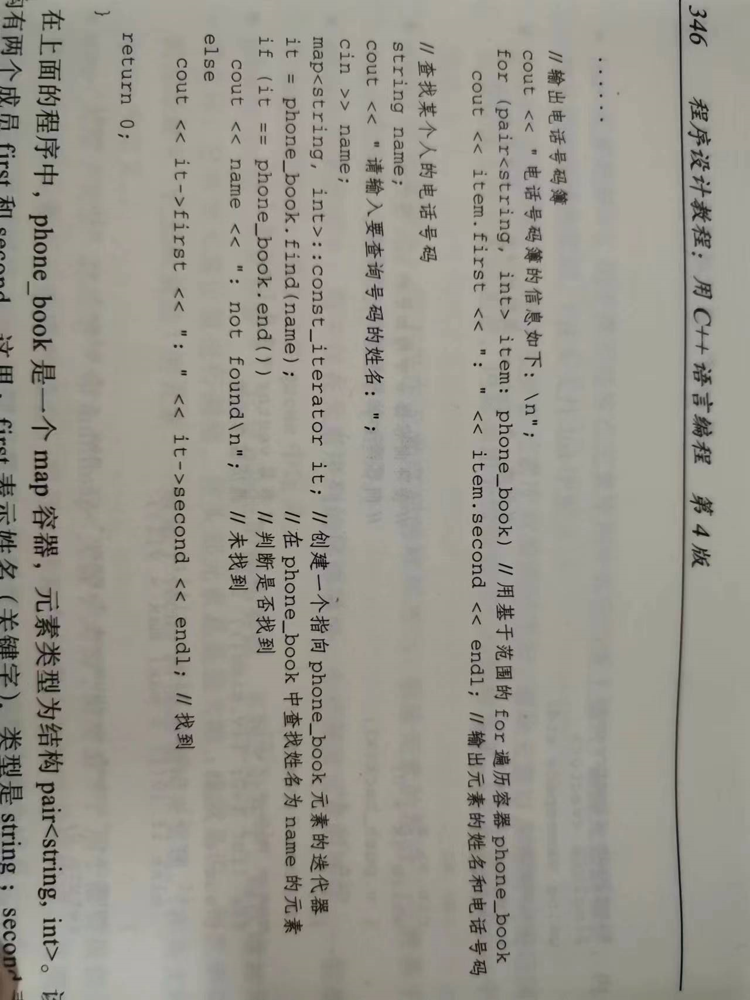 346 程序设计教程：用 C++ 语言编程 第 4 版
......
//输出电话号码簿
cout << "电话号码簿的信息如下：\n";
for (pair<string, int> item: phone_book) //用基于范围的 for 遍历容器 phone_book
cout << item.first << ": " << item.second << endl; //输出元素的姓名和电话号码
//查找某个人的电话号码
string name;
cout << "请输入要查询号码的姓名：";
cin >> name;
map<string, int>::const_iterator it; //创建一个指向 phone_book 元素的迭代器
it = phone_book.find(name); //在 phone_book 中查找姓名为 name 的元素
if (it == phone_book.end()) //判断是否找到
cout << name << ": not found\n"; //未找到
else
cout << it->first << ": " << it->second << endl; //找到
return 0;
}
在上面的程序中，phone_book 是一个 map 容器，元素类型为结构 pair<string, int>。
有两个成员 first 和 second，这里，first 表示姓名（关键字），类型是 string；second